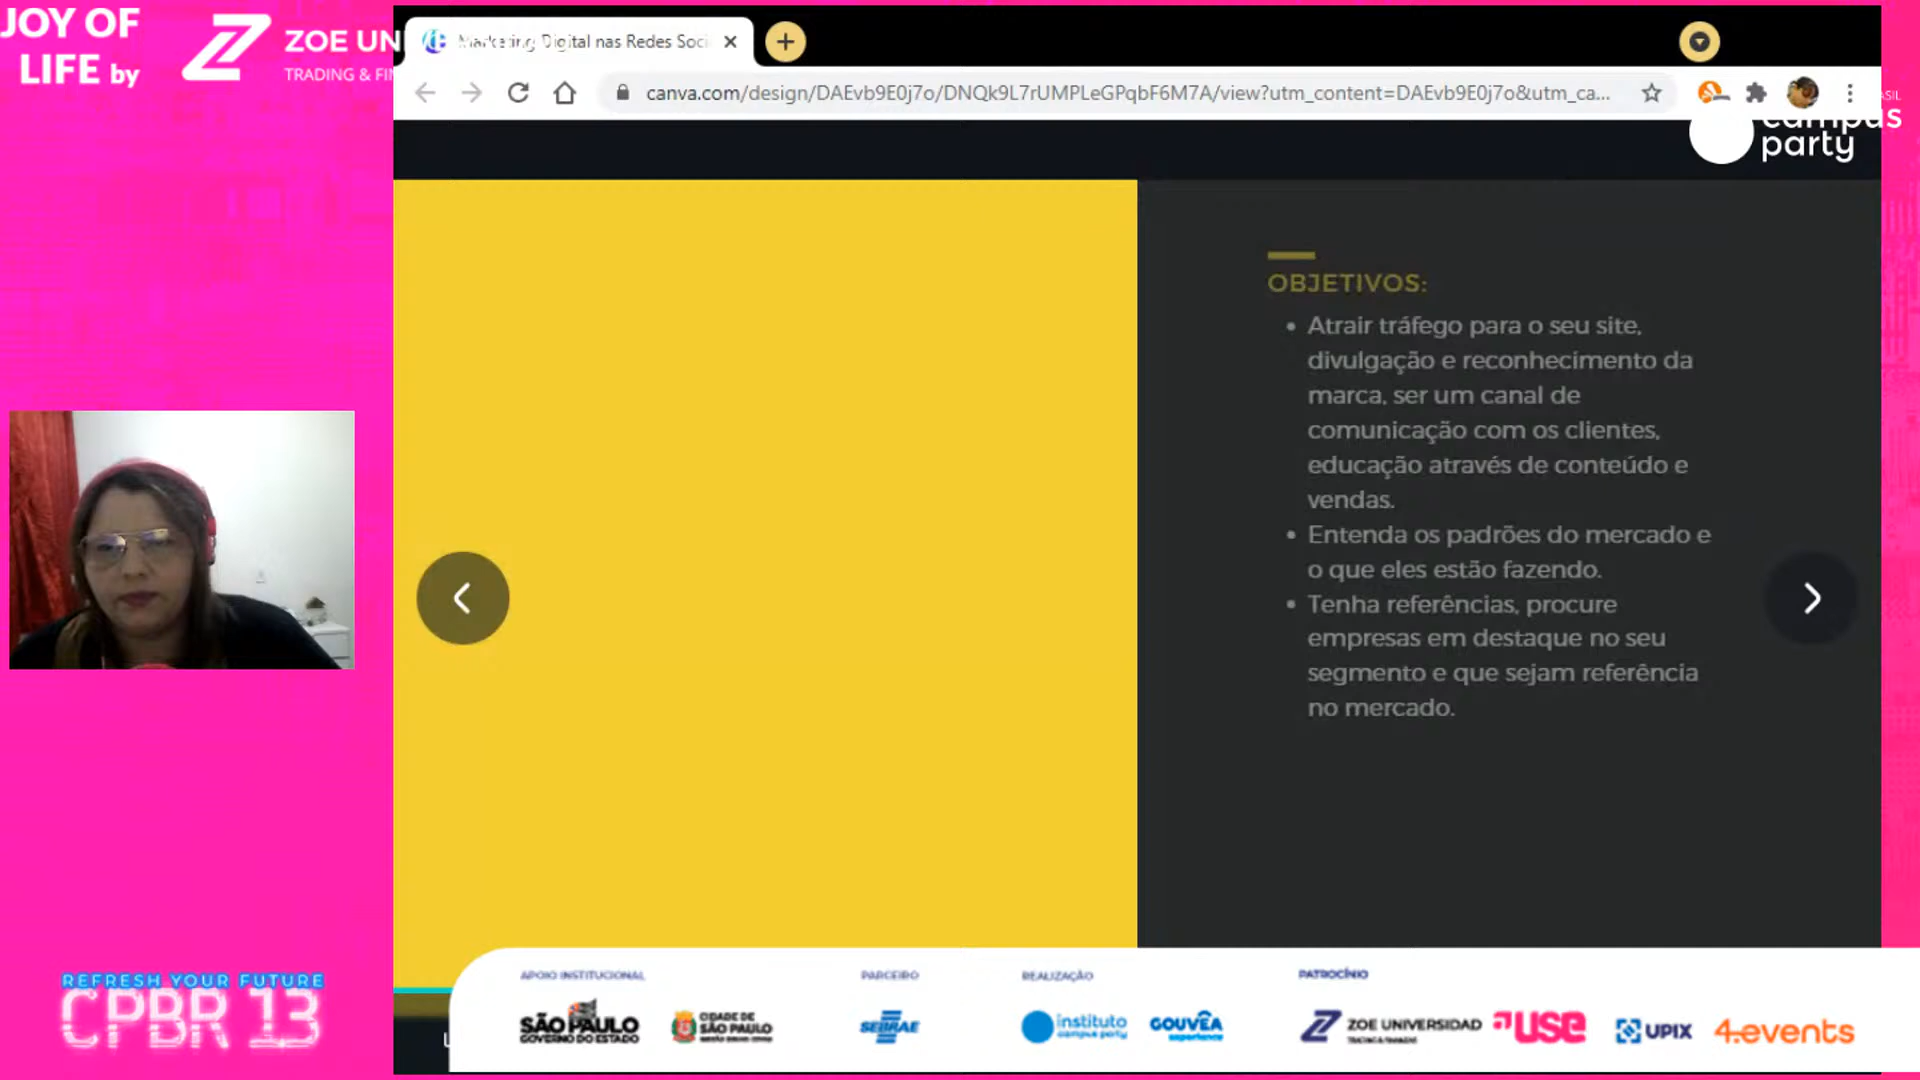 JOY OF
LIFE by
ZOE UN
TRADING & FI
Marketing Digital nas Redes Soci
canva.com/design/DAEvb9E0j7o/DNQk9L7rUMPLeGPqbF6M7A/view?utm_content=DAEvb9E0j7o&utm_ca...
campus
party
OBJETIVOS:
• Atrair tráfego para o seu site,
divulgação e reconhecimento da
marca, ser um canal de
comunicação com os clientes,
educação através de conteúdo e
vendas.
• Entenda os padrões do mercado e
o que eles estão fazendo.
• Tenha referências, procure
empresas em destaque no seu
segmento e que sejam referência
no mercado.
REFRESH YOUR FUTURE
CPBR 13
APOIO INSTITUCIONAL
SÃO PAULO
GOVERNO DO ESTADO
CIDADE DE
SÃO PAULO
PARCEIRO
SEBRAE
REALIZAÇÃO
instituto
campus party
GOUVÊA
experience
PATROCÍNIO
ZOE UNIVERSIDAD
USE
UPIX
4.events